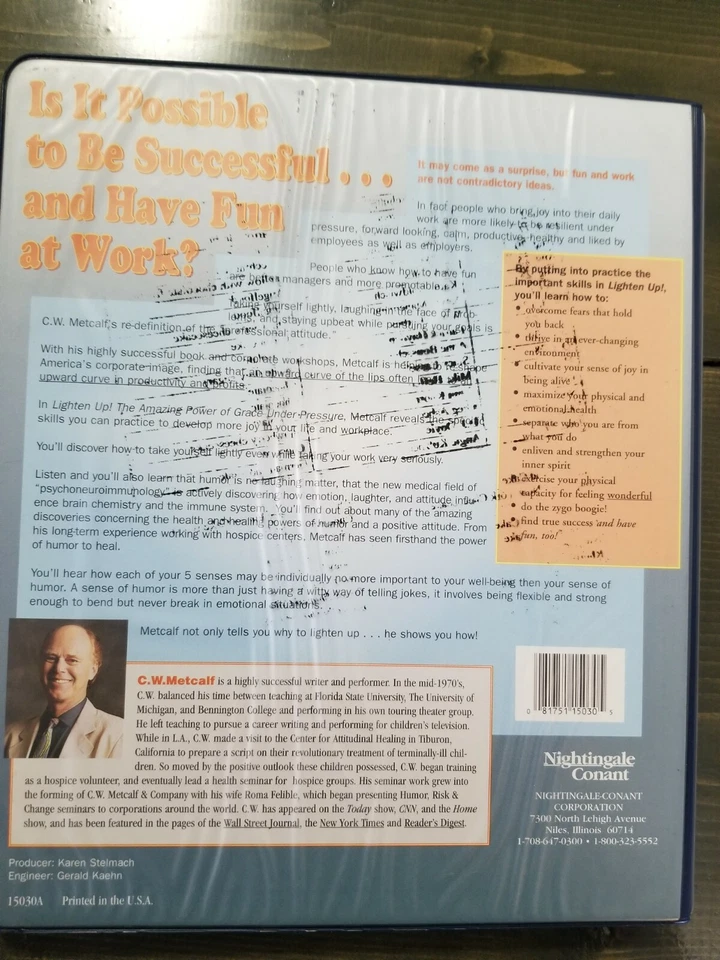 Is It Possible
to Be Successful . . .
and Have Fun
at Work?
It may come as a surprise, but fun and work
are not contradictory ideas.
In fact people who bring joy into their daily
work are more likely to be resilient under
pressure, forward looking, calm, productive, healthy and liked by
employees as well as employers.
People who know how to have fun
are better managers and more promotable.
Taking yourself lightly, laughing in the face of prob-
lems, and staying upbeat while pursuing your goals is
C.W. Metcalf's re-definition of the "professional attitude."
With his highly successful book and corporate workshops, Metcalf is helping to reshape
America's corporate image, finding that an upward curve of the lips often
upward curve in productivity and profits.
In Lighten Up! The Amazing Power of Grace Under Pressure, Metcalf reveals the
skills you can practice to develop more joy in your life and workplace.
You'll discover how to take yourself lightly even while taking your work very seriously.
Listen and you'll also learn that humor is no laughing matter, that the new medical field of
"psychoneuroimmunology" is actively discovering how emotion, laughter, and attitude influ-
ence brain chemistry and the immune system. You'll find out about many of the amazing
discoveries concerning the health and healing powers of humor and a positive attitude. From
his long-term experience working with hospice centers, Metcalf has seen firsthand the power
of humor to heal.
You'll hear how each of your 5 senses may be individually no more important to your well-being then your sense of
humor. A sense of humor is more than just having a witty way of telling jokes, it involves being flexible and strong
enough to bend but never break in emotional
Metcalf not only tells you why to lighten up . . . he shows you how!
By putting into practice the
important skills in Lighten Up!,
you'll learn how to:
• overcome fears that hold
you back
• thrive in an ever-changing
environment
• cultivate your sense of joy in
being alive
• maximize your physical and
emotional health
• separate who you are from
what you do
• enliven and strengthen your
inner spirit
• exercise your physical
capacity for feeling wonderful
• do the zygo boogie!
• find true success and have
fun, too!
C.W.Metcalf is a highly successful writer and performer. In the mid-1970's,
C.W. balanced his time between teaching at Florida State University, The University of
Michigan, and Bennington College and performing in his own touring theater group.
He left teaching to pursue a career writing and performing for children's television.
While in L.A., C.W. made a visit to the Center for Attitudinal Healing in Tiburon,
California to prepare a script on their revolutionary treatment of terminally-ill chil-
dren. So moved by the positive outlook these children possessed, C.W. began training
as a hospice volunteer, and eventually lead a health seminar for hospice groups. His seminar work grew into
the forming of C.W. Metcalf & Company with his wife Roma Felible, which began presenting Humor, Risk &
Change seminars to corporations around the world. C.W. has appeared on the Today show, CNN, and the Home
show, and has been featured in the pages of the Wall Street Journal, the New York Times and Reader's Digest.
0 81751 15030 5
Nightingale
Conant
NIGHTINGALE-CONANT
CORPORATION
7300 North Lehigh Avenue
Niles, Illinois 60714
1-708-647-0300 • 1-800-323-5552
Producer: Karen Stelmach
Engineer: Gerald Kaehn
15030A Printed in the U.S.A.